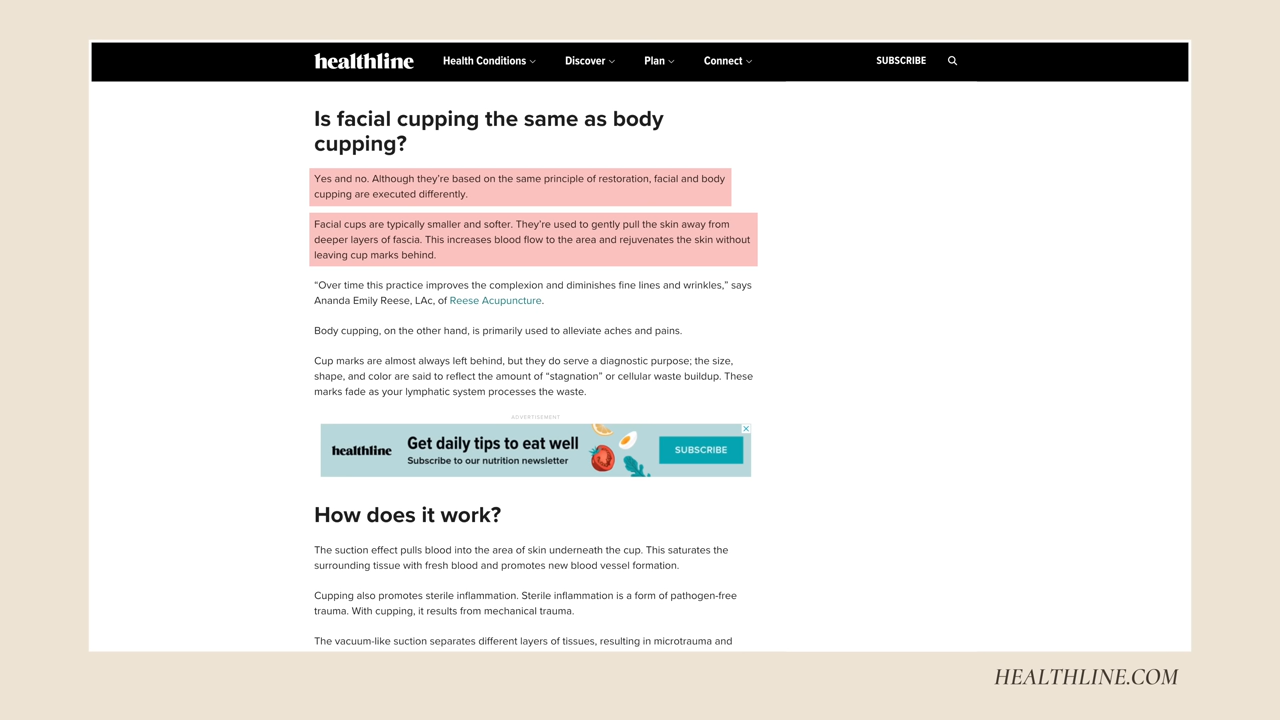 healthline Health Conditions Discover Plan Connect SUBSCRIBE
Is facial cupping the same as body
cupping?
Yes and no. Although they’re based on the same principle of restoration, facial and body
cupping are executed differently.
Facial cups are typically smaller and softer. They’re used to gently pull the skin away from
deeper layers of fascia. This increases blood flow to the area and rejuvenates the skin without
leaving cup marks behind.
“Over time this practice improves the complexion and diminishes fine lines and wrinkles,” says
Ananda Emily Reese, LAc, of Reese Acupuncture.
Body cupping, on the other hand, is primarily used to alleviate aches and pains.
Cup marks are almost always left behind, but they do serve a diagnostic purpose; the size,
shape, and color are said to reflect the amount of “stagnation” or cellular waste buildup. These
marks fade as your lymphatic system processes the waste.
ADVERTISEMENT
healthline Get daily tips to eat well SUBSCRIBE
Subscribe to our nutrition newsletter
How does it work?
The suction effect pulls blood into the area of skin underneath the cup. This saturates the
surrounding tissue with fresh blood and promotes new blood vessel formation.
Cupping also promotes sterile inflammation. Sterile inflammation is a form of pathogen-free
trauma. With cupping, it results from mechanical trauma.
The vacuum-like suction separates different layers of tissues, resulting in microtrauma and
HEALTHLINE.COM